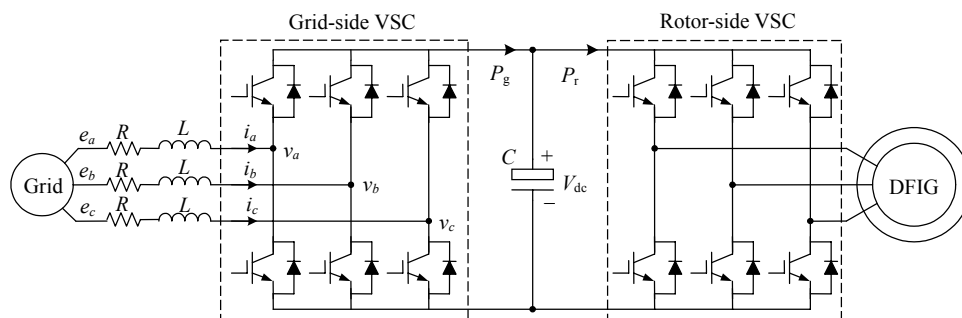 Grid-side VSC
Rotor-side VSC
P_g
P_r
e_a
R
L
i_a
v_a
Grid
e_b
R
L
i_b
v_b
C
+
V_dc
−
DFIG
e_c
R
L
i_c
v_c